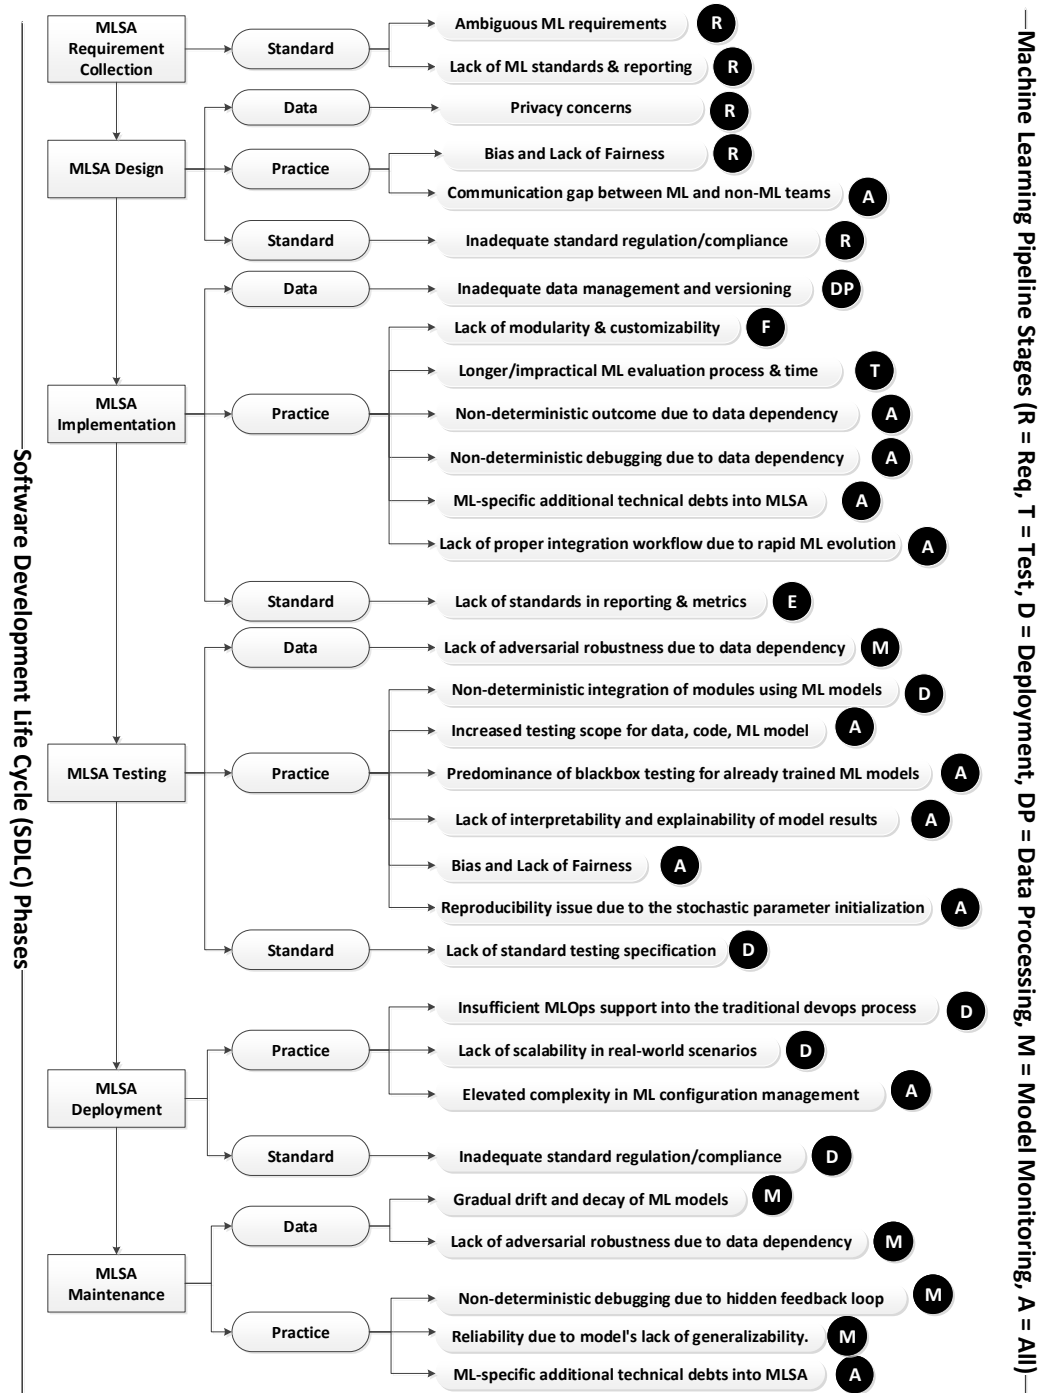 MLSA
Requirement
Collection
Standard
Ambiguous ML requirements
R
Lack of ML standards & reporting
R
MLSA Design
Data
Privacy concerns
R
Practice
Bias and Lack of Fairness
R
Communication gap between ML and non-ML teams
A
Standard
Inadequate standard regulation/compliance
R
MLSA
Implementation
Data
Inadequate data management and versioning
DP
Practice
Lack of modularity & customizability
F
Longer/impractical ML evaluation process & time
T
Non-deterministic outcome due to data dependency
A
Non-deterministic debugging due to data dependency
A
ML-specific additional technical debts into MLSA
A
Lack of proper integration workflow due to rapid ML evolution
A
Standard
Lack of standards in reporting & metrics
E
MLSA Testing
Data
Lack of adversarial robustness due to data dependency
M
Practice
Non-deterministic integration of modules using ML models
D
Increased testing scope for data, code, ML model
A
Predominance of blackbox testing for already trained ML models
A
Lack of interpretability and explainability of model results
A
Bias and Lack of Fairness
A
Reproducibility issue due to the stochastic parameter initialization
A
Standard
Lack of standard testing specification
D
MLSA
Deployment
Practice
Insufficient MLOps support into the traditional devops process
D
Lack of scalability in real-world scenarios
D
Elevated complexity in ML configuration management
A
Standard
Inadequate standard regulation/compliance
D
MLSA
Maintenance
Data
Gradual drift and decay of ML models
M
Lack of adversarial robustness due to data dependency
M
Practice
Non-deterministic debugging due to hidden feedback loop
M
Reliability due to model's lack of generalizability.
M
ML-specific additional technical debts into MLSA
A
Software Development Life Cycle (SDLC) Phases
Machine Learning Pipeline Stages (R = Req, T = Test, D = Deployment, DP = Data Processing, M = Model Monitoring, A = All)